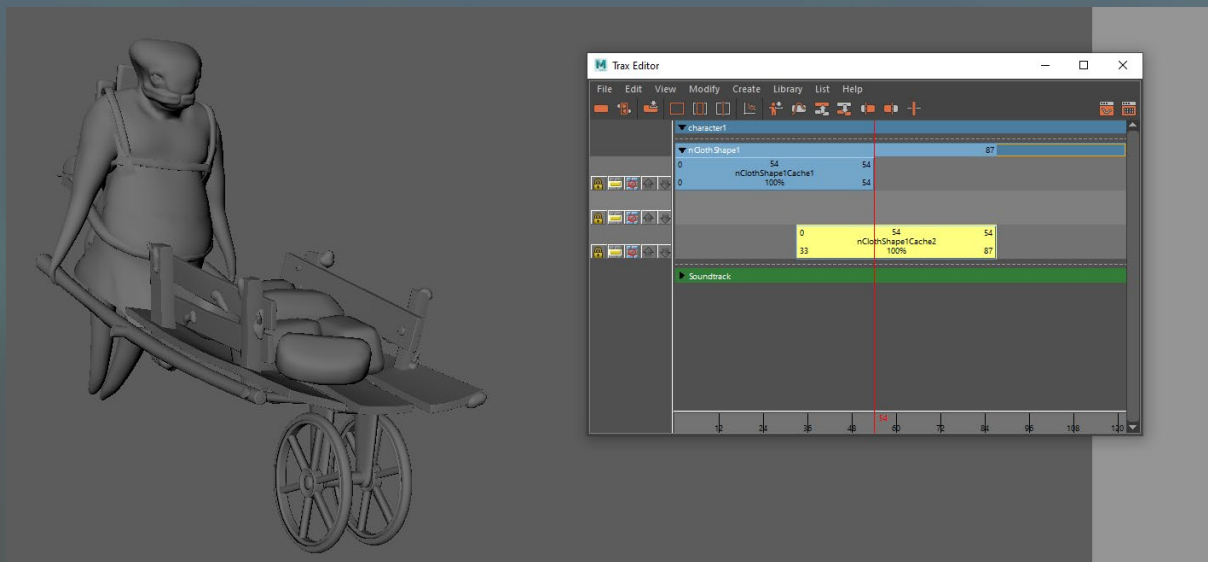 M Trax Editor
File Edit View Modify Create Library List Help
character1
nClothShape1
87
0 54 54
nClothShape1Cache1
0 100% 54
0 54 54
nClothShape1Cache2
33 100% 87
Soundtrack
54
12 24 36 48 60 72 84 96 108 120